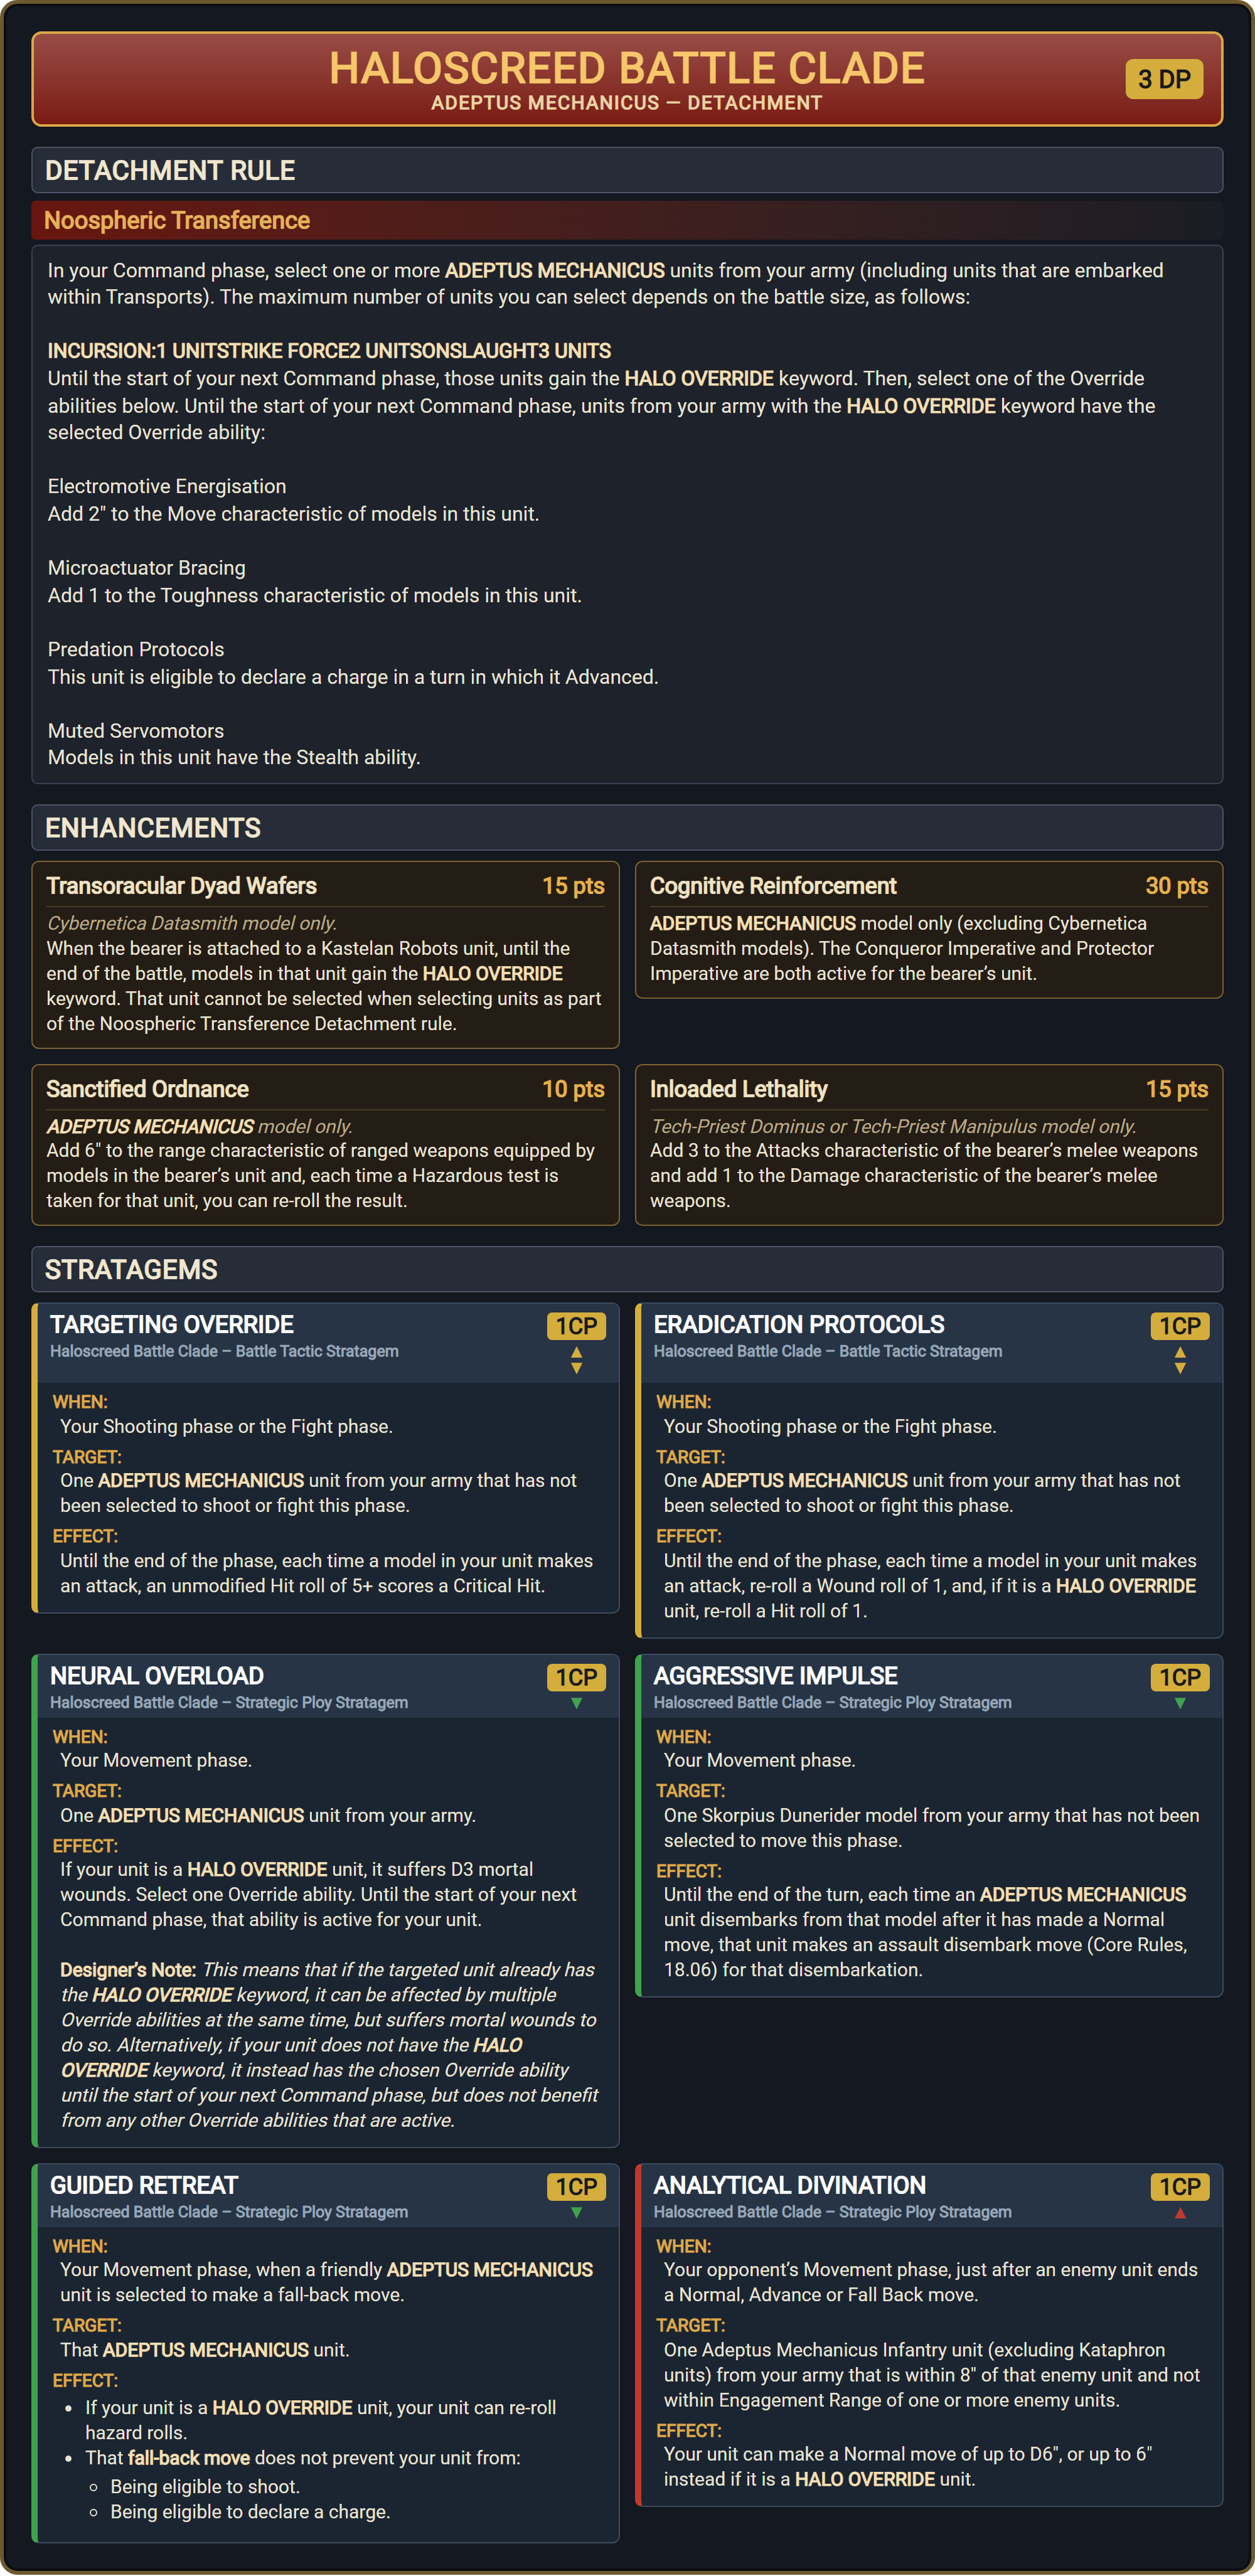 HALOSCREED BATTLE CLADE
ADEPTUS MECHANICUS — DETACHMENT
3 DP
DETACHMENT RULE
Noospheric Transference
In your Command phase, select one or more ADEPTUS MECHANICUS units from your army (including units that are embarked
within Transports). The maximum number of units you can select depends on the battle size, as follows:
INCURSION:1 UNITSTRIKE FORCE2 UNITSONSLAUGHT3 UNITS
Until the start of your next Command phase, those units gain the HALO OVERRIDE keyword. Then, select one of the Override
abilities below. Until the start of your next Command phase, units from your army with the HALO OVERRIDE keyword have the
selected Override ability:
Electromotive Energisation
Add 2" to the Move characteristic of models in this unit.
Microactuator Bracing
Add 1 to the Toughness characteristic of models in this unit.
Predation Protocols
This unit is eligible to declare a charge in a turn in which it Advanced.
Muted Servomotors
Models in this unit have the Stealth ability.
ENHANCEMENTS
Transoracular Dyad Wafers
15 pts
Cybernetica Datasmith model only.
When the bearer is attached to a Kastelan Robots unit, until the
end of the battle, models in that unit gain the HALO OVERRIDE
keyword. That unit cannot be selected when selecting units as part
of the Noospheric Transference Detachment rule.
Cognitive Reinforcement
30 pts
ADEPTUS MECHANICUS model only (excluding Cybernetica
Datasmith models). The Conqueror Imperative and Protector
Imperative are both active for the bearer’s unit.
Sanctified Ordnance
10 pts
ADEPTUS MECHANICUS model only.
Add 6" to the range characteristic of ranged weapons equipped by
models in the bearer’s unit and, each time a Hazardous test is
taken for that unit, you can re-roll the result.
Inloaded Lethality
15 pts
Tech-Priest Dominus or Tech-Priest Manipulus model only.
Add 3 to the Attacks characteristic of the bearer’s melee weapons
and add 1 to the Damage characteristic of the bearer’s melee
weapons.
STRATAGEMS
TARGETING OVERRIDE
1CP
Haloscreed Battle Clade – Battle Tactic Stratagem
▲
▼
WHEN:
Your Shooting phase or the Fight phase.
TARGET:
One ADEPTUS MECHANICUS unit from your army that has not
been selected to shoot or fight this phase.
EFFECT:
Until the end of the phase, each time a model in your unit makes
an attack, an unmodified Hit roll of 5+ scores a Critical Hit.
ERADICATION PROTOCOLS
1CP
Haloscreed Battle Clade – Battle Tactic Stratagem
▲
▼
WHEN:
Your Shooting phase or the Fight phase.
TARGET:
One ADEPTUS MECHANICUS unit from your army that has not
been selected to shoot or fight this phase.
EFFECT:
Until the end of the phase, each time a model in your unit makes
an attack, re-roll a Wound roll of 1, and, if it is a HALO OVERRIDE
unit, re-roll a Hit roll of 1.
NEURAL OVERLOAD
1CP
Haloscreed Battle Clade – Strategic Ploy Stratagem
▼
WHEN:
Your Movement phase.
TARGET:
One ADEPTUS MECHANICUS unit from your army.
EFFECT:
If your unit is a HALO OVERRIDE unit, it suffers D3 mortal
wounds. Select one Override ability. Until the start of your next
Command phase, that ability is active for your unit.
Designer’s Note: This means that if the targeted unit already has
the HALO OVERRIDE keyword, it can be affected by multiple
Override abilities at the same time, but suffers mortal wounds to
do so. Alternatively, if your unit does not have the HALO
OVERRIDE keyword, it instead has the chosen Override ability
until the start of your next Command phase, but does not benefit
from any other Override abilities that are active.
AGGRESSIVE IMPULSE
1CP
Haloscreed Battle Clade – Strategic Ploy Stratagem
▼
WHEN:
Your Movement phase.
TARGET:
One Skorpius Dunerider model from your army that has not been
selected to move this phase.
EFFECT:
Until the end of the turn, each time an ADEPTUS MECHANICUS
unit disembarks from that model after it has made a Normal
move, that unit makes an assault disembark move (Core Rules,
18.06) for that disembarkation.
GUIDED RETREAT
1CP
Haloscreed Battle Clade – Strategic Ploy Stratagem
▼
WHEN:
Your Movement phase, when a friendly ADEPTUS MECHANICUS
unit is selected to make a fall-back move.
TARGET:
That ADEPTUS MECHANICUS unit.
EFFECT:
• If your unit is a HALO OVERRIDE unit, your unit can re-roll
hazard rolls.
• That fall-back move does not prevent your unit from:
◦ Being eligible to shoot.
◦ Being eligible to declare a charge.
ANALYTICAL DIVINATION
1CP
Haloscreed Battle Clade – Strategic Ploy Stratagem
▲
WHEN:
Your opponent’s Movement phase, just after an enemy unit ends
a Normal, Advance or Fall Back move.
TARGET:
One Adeptus Mechanicus Infantry unit (excluding Kataphron
units) from your army that is within 8" of that enemy unit and not
within Engagement Range of one or more enemy units.
EFFECT:
Your unit can make a Normal move of up to D6", or up to 6"
instead if it is a HALO OVERRIDE unit.